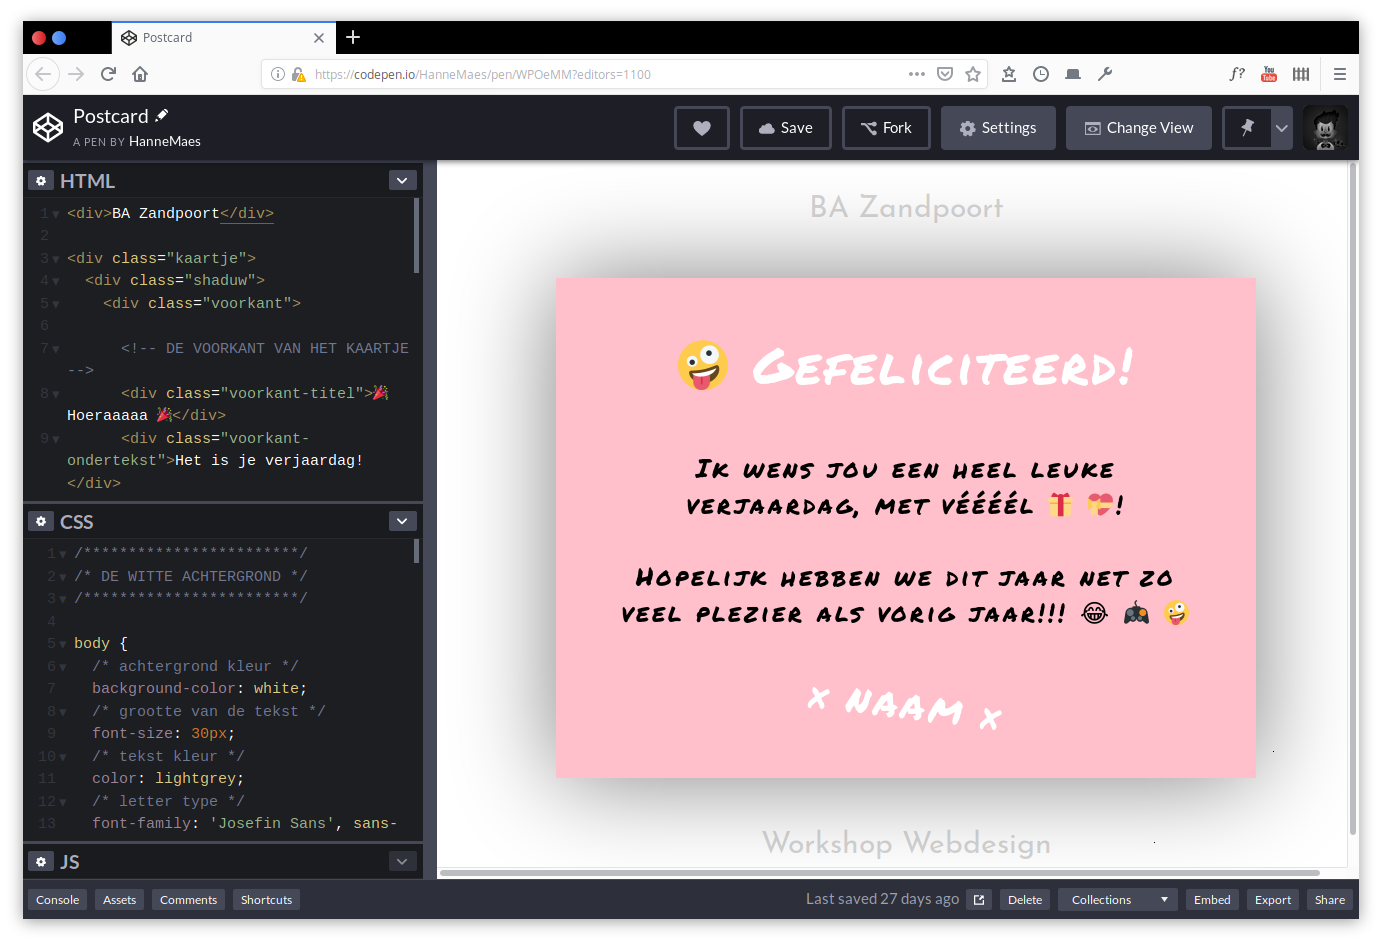 Postcard
https://codepen.io/HanneMaes/pen/WPOeMM?editors=1100
f?
You
Tube
Postcard
A PEN BY HanneMaes
Save
Fork
Settings
Change View
HTML
1 <div>BA Zandpoort</div>
2
3 <div class="kaartje">
4 <div class="shaduw">
5 <div class="voorkant">
6
7 <!-- DE VOORKANT VAN HET KAARTJE
-->
8 <div class="voorkant-titel">🎉
Hoeraaaaa 🎉</div>
9 <div class="voorkant-
ondertekst">Het is je verjaardag!
</div>
CSS
1 /************************/
2 /* DE WITTE ACHTERGROND */
3 /************************/
4
5 body {
6 /* achtergrond kleur */
7 background-color: white;
8 /* grootte van de tekst */
9 font-size: 30px;
10 /* tekst kleur */
11 color: lightgrey;
12 /* letter type */
13 font-family: 'Josefin Sans', sans-
JS
BA Zandpoort
🤪 Gefeliciteerd!
Ik wens jou een heel leuke
verjaardag, met véééél 🎁 💝!
Hopelijk hebben we dit jaar net zo
veel plezier als vorig jaar!!! 😂 🎮 🤪
x naam x
Workshop Webdesign
Console
Assets
Comments
Shortcuts
Last saved 27 days ago
Delete
Collections
Embed
Export
Share